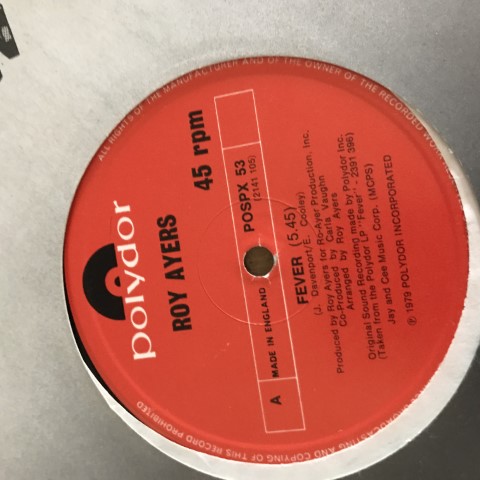 ALL RIGHTS OF THE MANUFACTURER AND OF THE OWNER OF THE RECORDED WORK
polydor
ROY AYERS
45 rpm
A
MADE IN ENGLAND
POSPX 53
(2141 105)
FEVER (5.45)
(J. Davenport/E. Cooley)
Produced by Roy Ayers for Ro-Ayer Production, Inc.
Co-Produced by Carla Vaughn
Arranged by Roy Ayers
Original Sound Recording made by Polydor Inc.
(Taken from the Polydor LP "Fever" - 2391 396)
Jay and Cee Music Corp. (MCPS)
℗ 1979 POLYDOR INCORPORATED
BROADCASTING AND COPYING OF THIS RECORD PROHIBITED